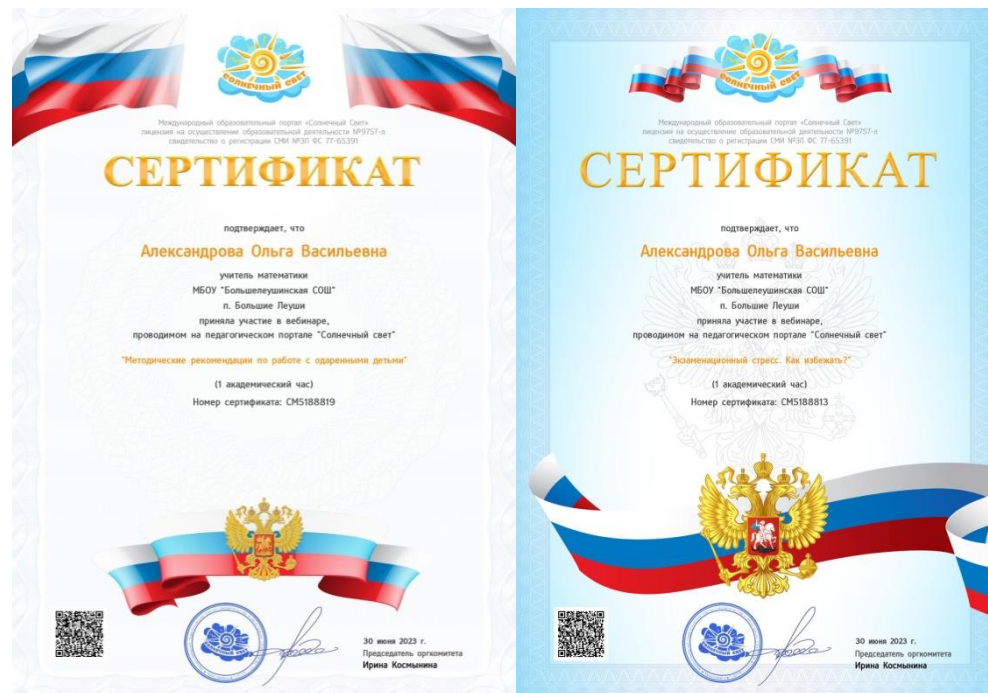 СОЛНЕЧНЫЙ СВЕТ
Международный образовательный портал «Солнечный Свет»
лицензия на осуществление образовательной деятельности №9757-л
свидетельство о регистрации СМИ №ЭЛ ФС 77-65391
СЕРТИФИКАТ
подтверждает, что
Александрова Ольга Васильевна
учитель математики
МБОУ "Большелеушинская СОШ"
п. Большие Леуши
приняла участие в вебинаре,
проводимом на педагогическом портале "Солнечный свет"
"Методические рекомендации по работе с одаренными детьми"
(1 академический час)
Номер сертификата: СМ5188819
30 июня 2023 г.
Председатель оргкомитета
Ирина Космынина
СОЛНЕЧНЫЙ СВЕТ
Международный образовательный портал «Солнечный Свет»
лицензия на осуществление образовательной деятельности №9757-л
свидетельство о регистрации СМИ №ЭЛ ФС 77-65391
СЕРТИФИКАТ
подтверждает, что
Александрова Ольга Васильевна
учитель математики
МБОУ "Большелеушинская СОШ"
п. Большие Леуши
приняла участие в вебинаре,
проводимом на педагогическом портале "Солнечный свет"
"Экзаменационный стресс. Как избежать?"
(1 академический час)
Номер сертификата: СМ5188813
30 июня 2023 г.
Председатель оргкомитета
Ирина Космынина